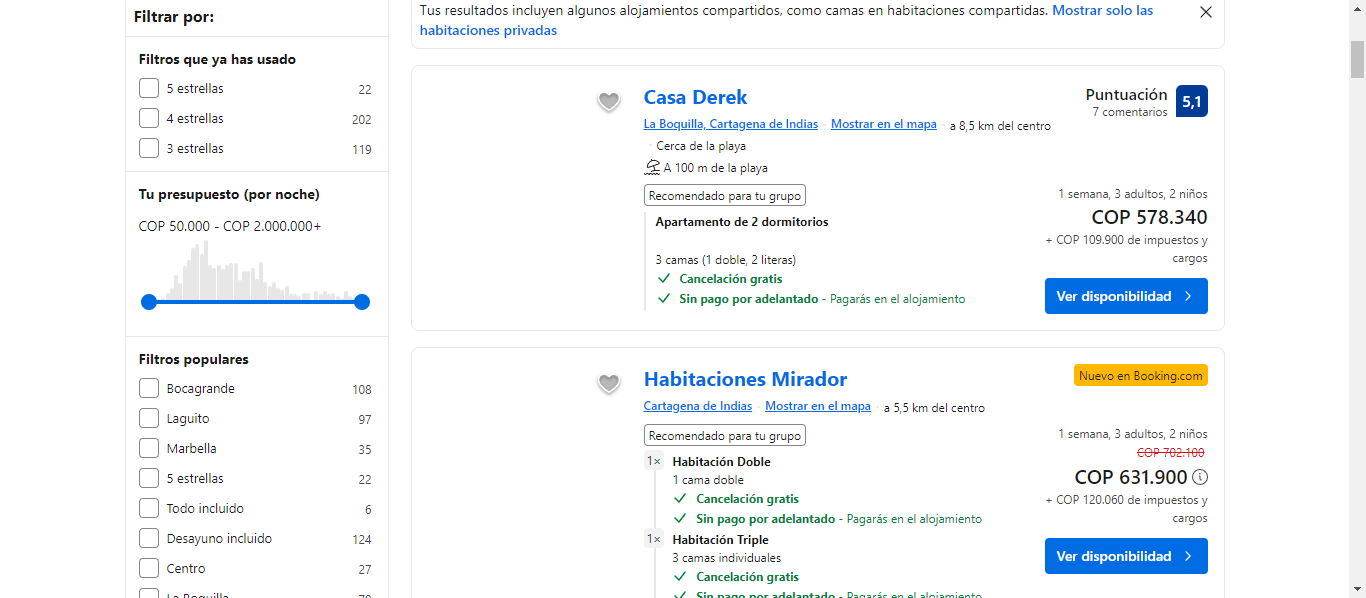 Filtrar por:
Filtros que ya has usado
5 estrellas 22
4 estrellas 202
3 estrellas 119
Tu presupuesto (por noche)
COP 50.000 - COP 2.000.000+
Filtros populares
Bocagrande 108
Laguito 97
Marbella 35
5 estrellas 22
Todo incluido 6
Desayuno incluido 124
Centro 27
La Boquilla 70
Tus resultados incluyen algunos alojamientos compartidos, como camas en habitaciones compartidas. Mostrar solo las
habitaciones privadas
Casa Derek
La Boquilla, Cartagena de Indias · Mostrar en el mapa · a 8,5 km del centro
· Cerca de la playa
A 100 m de la playa
Recomendado para tu grupo
Apartamento de 2 dormitorios
3 camas (1 doble, 2 literas)
Cancelación gratis
Sin pago por adelantado - Pagarás en el alojamiento
Puntuación
7 comentarios
5,1
1 semana, 3 adultos, 2 niños
COP 578.340
+ COP 109.900 de impuestos y
cargos
Ver disponibilidad
Habitaciones Mirador
Cartagena de Indias · Mostrar en el mapa · a 5,5 km del centro
Recomendado para tu grupo
1× Habitación Doble
1 cama doble
Cancelación gratis
Sin pago por adelantado - Pagarás en el alojamiento
1× Habitación Triple
3 camas individuales
Cancelación gratis
Sin pago por adelantado - Pagarás en el alojamiento
Nuevo en Booking.com
1 semana, 3 adultos, 2 niños
COP 702.100
COP 631.900
+ COP 120.060 de impuestos y
cargos
Ver disponibilidad